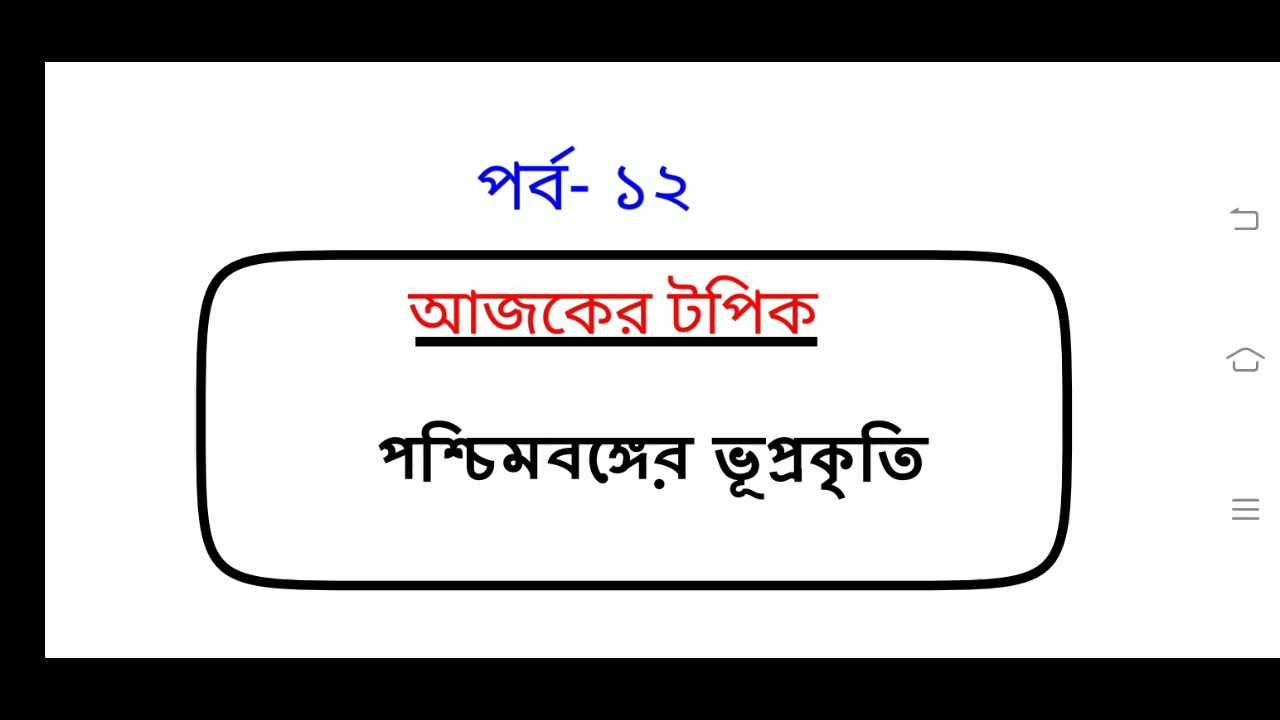 পর্ব- ১২
আজকের টপিক
পশ্চিমবঙ্গের ভূপ্রকৃতি